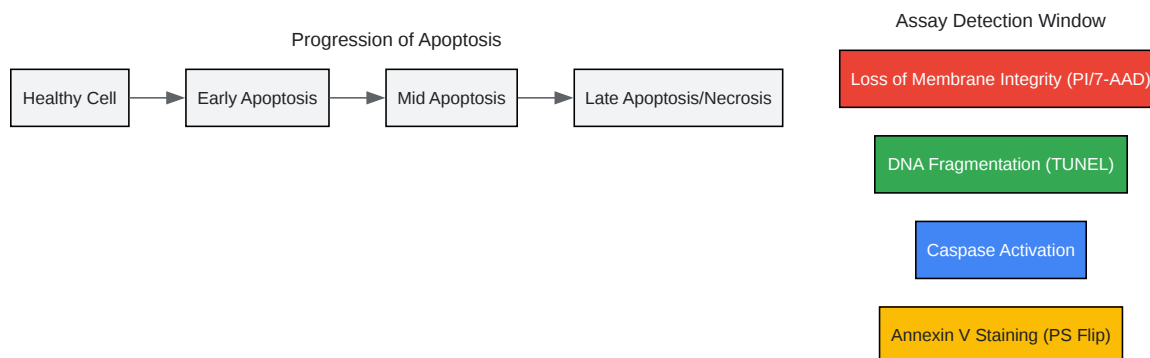 Progression of Apoptosis
Healthy Cell
Early Apoptosis
Mid Apoptosis
Late Apoptosis/Necrosis
Assay Detection Window
Loss of Membrane Integrity (PI/7-AAD)
DNA Fragmentation (TUNEL)
Caspase Activation
Annexin V Staining (PS Flip)